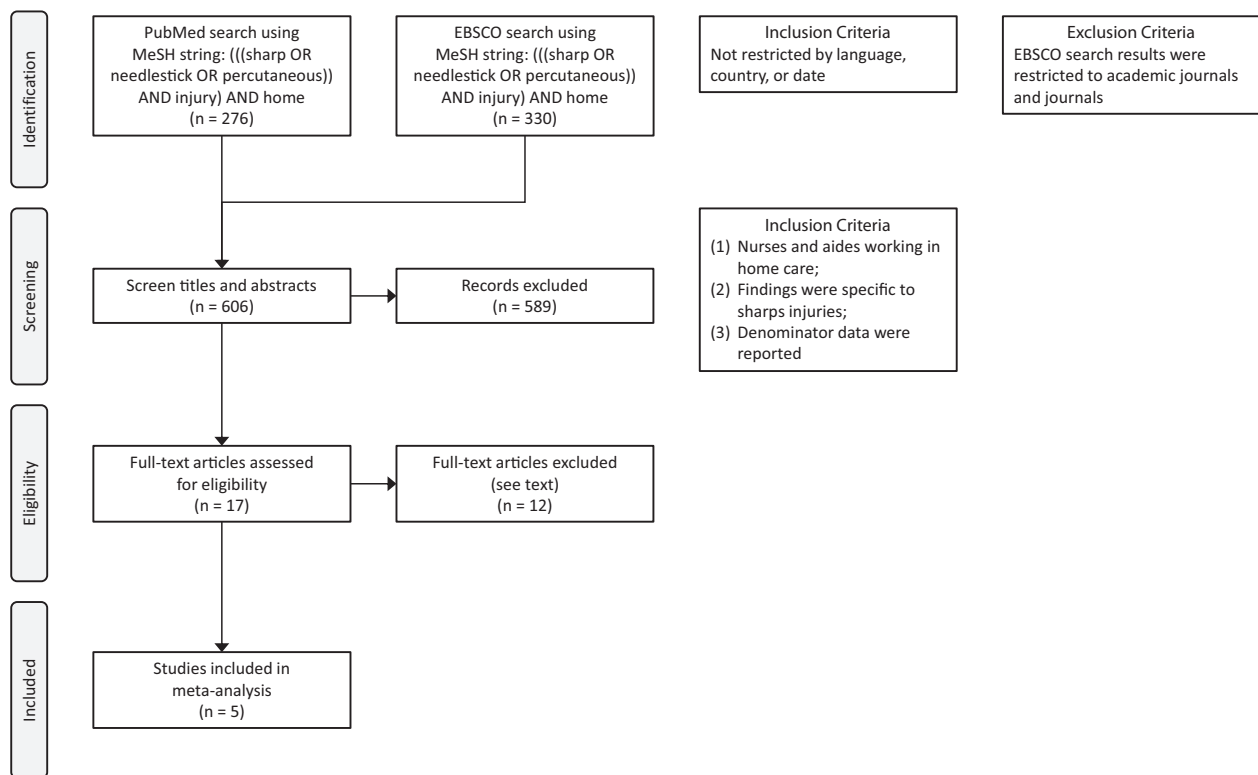 Identification
PubMed search using
MeSH string: (((sharp OR
needlestick OR percutaneous))
AND injury) AND home
(n = 276)
EBSCO search using
MeSH string: (((sharp OR
needlestick OR percutaneous))
AND injury) AND home
(n = 330)
Inclusion Criteria
Not restricted by language,
country, or date
Exclusion Criteria
EBSCO search results were
restricted to academic journals
and journals
Screening
Screen titles and abstracts
(n = 606)
Records excluded
(n = 589)
Inclusion Criteria
(1) Nurses and aides working in
home care;
(2) Findings were specific to
sharps injuries;
(3) Denominator data were
reported
Eligibility
Full-text articles assessed
for eligibility
(n = 17)
Full-text articles excluded
(see text)
(n = 12)
Included
Studies included in
meta-analysis
(n = 5)